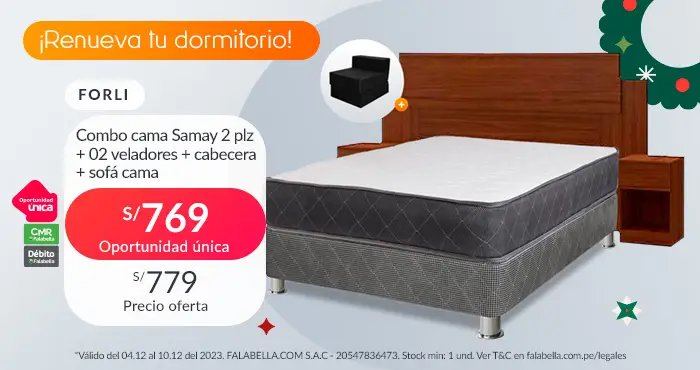 ¡Renueva tu dormitorio!
FORLI
Combo cama Samay 2 plz
+ 02 veladores + cabecera
+ sofá cama
Oportunidad
única
CMR
Falabella
Débito
Falabella
S/769
Oportunidad única
S/779
Precio oferta
+
"Válido del 04.12 al 10.12 del 2023. FALABELLA.COM S.A.C - 20547836473. Stock min: 1 und. Ver T&C en falabella.com.pe/legales